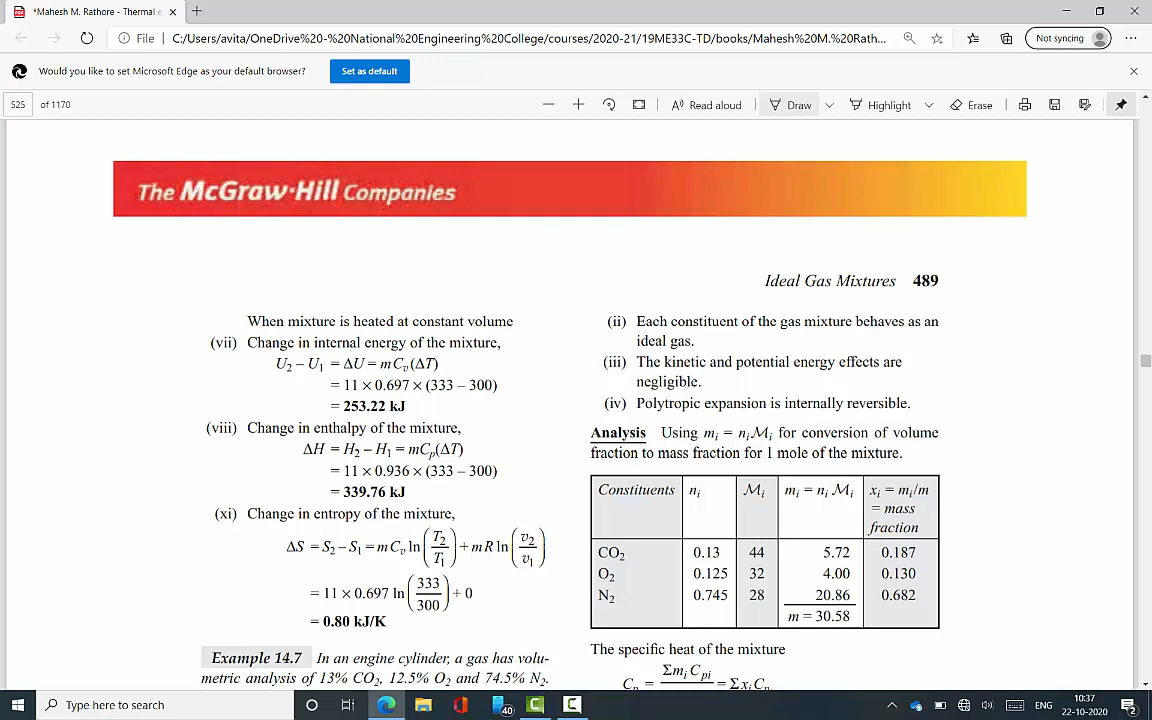 *Mahesh M. Rathore - Thermal e
File C:/Users/avita/OneDrive%20-%20National%20Engineering%20College/courses/2020-21/19ME33C-TD/books/Mahesh%20M.%20Rath...
Not syncing
Would you like to set Microsoft Edge as your default browser? Set as default
525 of 1170 Read aloud Draw Highlight Erase
The McGraw·Hill Companies
Ideal Gas Mixtures 489
When mixture is heated at constant volume
(vii) Change in internal energy of the mixture,
U₂ – U₁ = ΔU = m Cᵥ (ΔT)
= 11 × 0.697 × (333 – 300)
= 253.22 kJ
(viii) Change in enthalpy of the mixture,
ΔH = H₂ – H₁ = mCₚ(ΔT)
= 11 × 0.936 × (333 – 300)
= 339.76 kJ
(xi) Change in entropy of the mixture,
ΔS = S₂ – S₁ = m Cᵥ ln(T₂/T₁) + m R ln(v₂/v₁)
= 11 × 0.697 ln(333/300) + 0
= 0.80 kJ/K
Example 14.7 In an engine cylinder, a gas has volu-
metric analysis of 13% CO₂, 12.5% O₂ and 74.5% N₂.
(ii) Each constituent of the gas mixture behaves as an
ideal gas.
(iii) The kinetic and potential energy effects are
negligible.
(iv) Polytropic expansion is internally reversible.
Analysis Using mᵢ = nᵢMᵢ for conversion of volume
fraction to mass fraction for 1 mole of the mixture.
Constituents nᵢ Mᵢ mᵢ = nᵢ Mᵢ xᵢ = mᵢ/m
= mass
fraction
CO₂ 0.13 44 5.72 0.187
O₂ 0.125 32 4.00 0.130
N₂ 0.745 28 20.86 0.682
m = 30.58
The specific heat of the mixture
Cₚ = Σmᵢ Cₚᵢ = Σxᵢ Cₚ
Type here to search
40
ENG
10:37
22-10-2020
2